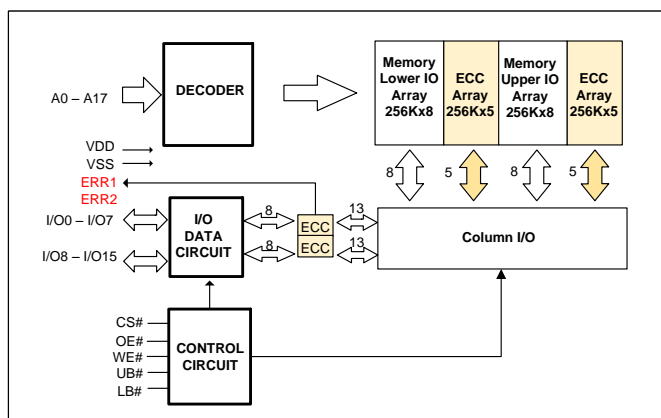 A0 – A17
DECODER
Memory
Lower IO
Array
256Kx8
ECC
Array
256Kx5
Memory
Upper IO
Array
256Kx8
ECC
Array
256Kx5
VDD
VSS
ERR1
ERR2
8
5
8
5
I/O0 – I/O7
I/O8 – I/O15
I/O
DATA
CIRCUIT
8
8
ECC
ECC
13
13
Column I/O
CS#
OE#
WE#
UB#
LB#
CONTROL
CIRCUIT